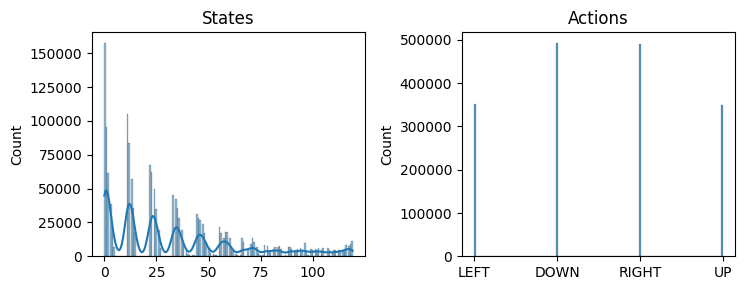 States
Count
150000
125000
100000
75000
50000
25000
0
0
25
50
75
100
Actions
Count
500000
400000
300000
200000
100000
0
LEFT
DOWN
RIGHT
UP